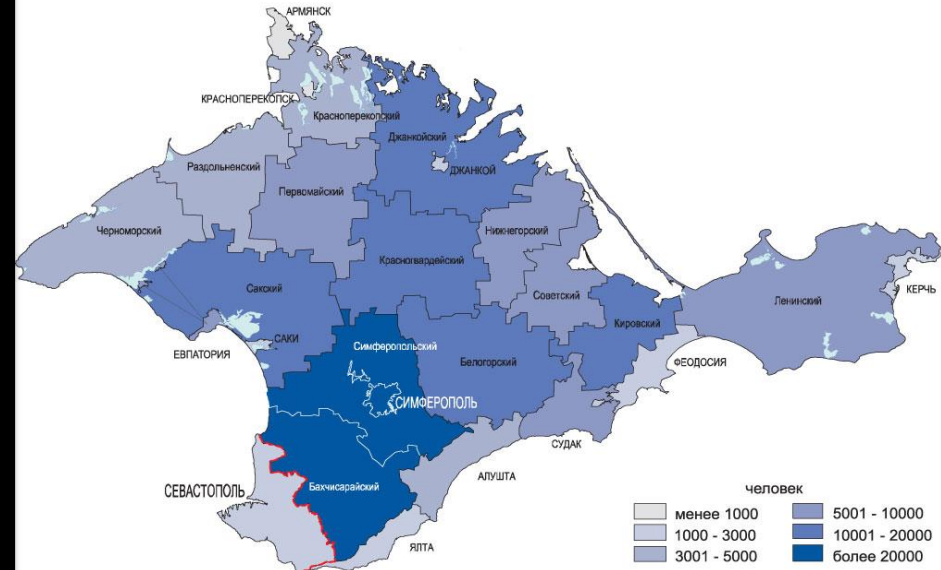 АРМЯНСК
КРАСНОПЕРЕКОПСК
Красноперекопский
Джанкойский
ДЖАНКОЙ
Раздольненский
Первомайский
Черноморский
Нижнегорский
Красногвардейский
Сакский
Советский
Ленинский
КЕРЧЬ
Кировский
САКИ
ЕВПАТОРИЯ
Симферопольский
Белогорский
ФЕОДОСИЯ
СИМФЕРОПОЛЬ
СУДАК
АЛУШТА
Бахчисарайский
СЕВАСТОПОЛЬ
ЯЛТА
человек
менее 1000
1000 - 3000
3001 - 5000
5001 - 10000
10001 - 20000
более 20000